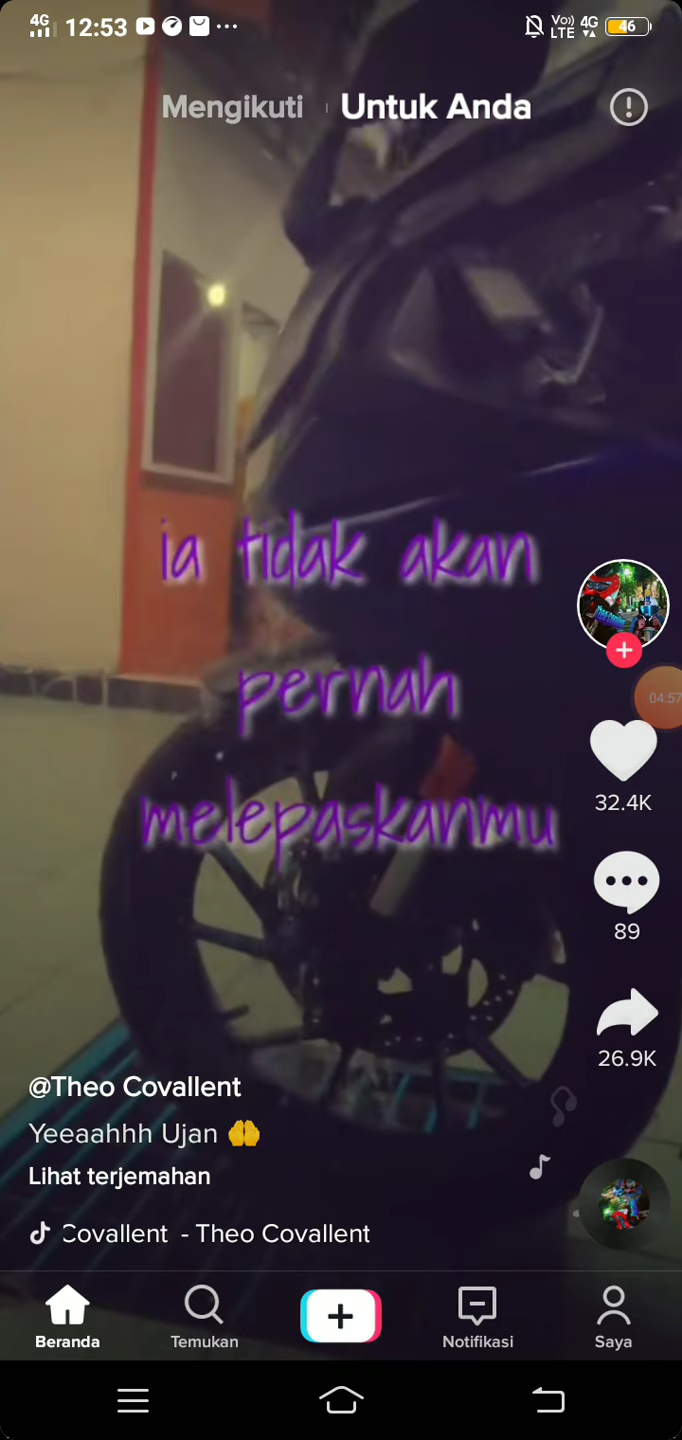 4G 12:53 ... Vo)) LTE 4G 46
Mengikuti Untuk Anda
ia tidak akan
pernah
melepaskanmu
04:57
32.4K
89
26.9K
@Theo Covallent
Yeeaahhh Ujan 🤲
Lihat terjemahan
Covallent - Theo Covallent
Beranda Temukan Notifikasi Saya